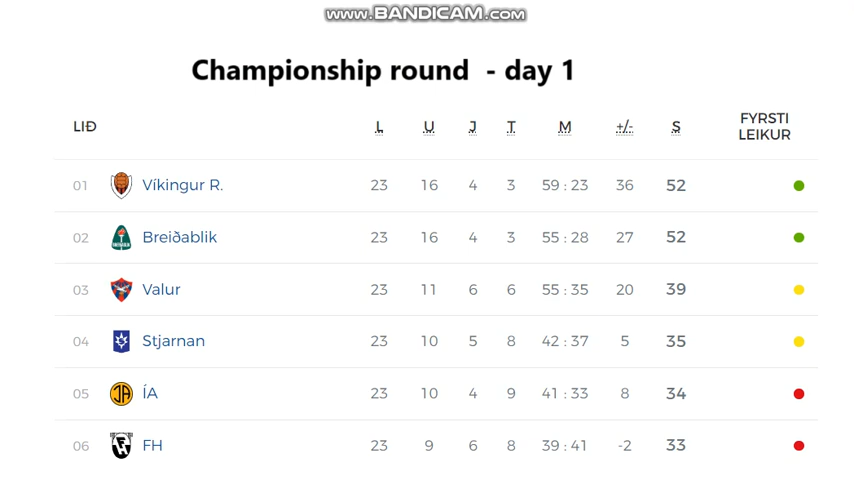 www.BANDICAM.com
Championship round - day 1
LIÐ L U J T M +/- S FYRSTI LEIKUR
01 Víkingur R. 23 16 4 3 59 : 23 36 52
02 Breiðablik 23 16 4 3 55 : 28 27 52
03 Valur 23 11 6 6 55 : 35 20 39
04 Stjarnan 23 10 5 8 42 : 37 5 35
05 ÍA 23 10 4 9 41 : 33 8 34
06 FH 23 9 6 8 39 : 41 -2 33